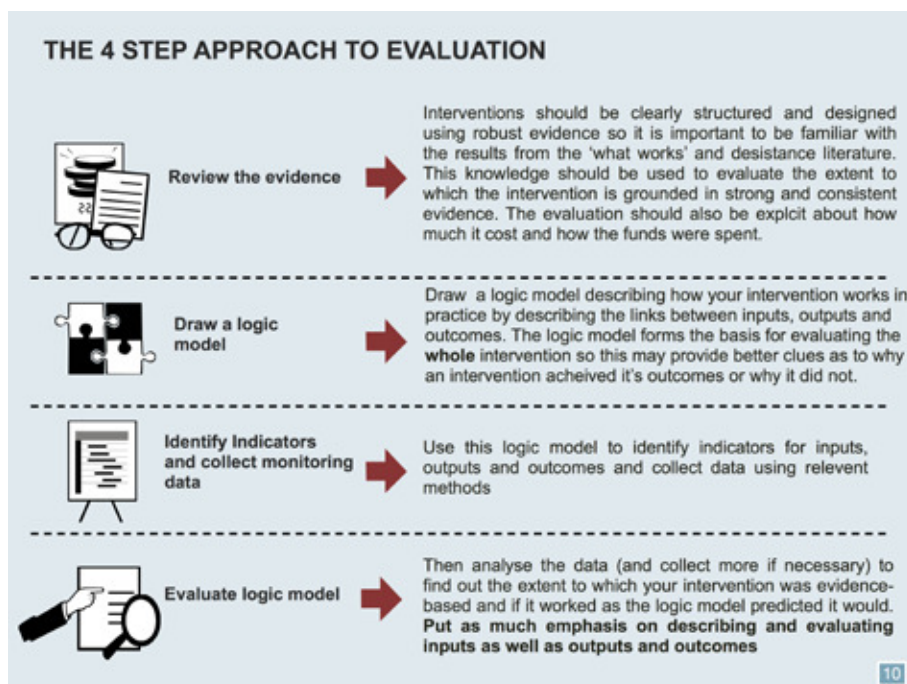 THE 4 STEP APPROACH TO EVALUATION
Review the evidence
Interventions should be clearly structured and designed
using robust evidence so it is important to be familiar with
the results from the ‘what works’ and desistance literature.
This knowledge should be used to evaluate the extent to
which the intervention is grounded in strong and consistent
evidence. The evaluation should also be explcit about how
much it cost and how the funds were spent.
Draw a logic
model
Draw a logic model describing how your intervention works in
practice by describing the links between inputs, outputs and
outcomes. The logic model forms the basis for evaluating the
whole intervention so this may provide better clues as to why
an intervention acheived it’s outcomes or why it did not.
Identify Indicators
and collect monitoring
data
Use this logic model to identify indicators for inputs,
outputs and outcomes and collect data using relevent
methods
Evaluate logic model
Then analyse the data (and collect more if necessary) to
find out the extent to which your intervention was evidence-
based and if it worked as the logic model predicted it would.
Put as much emphasis on describing and evaluating
inputs as well as outputs and outcomes
10